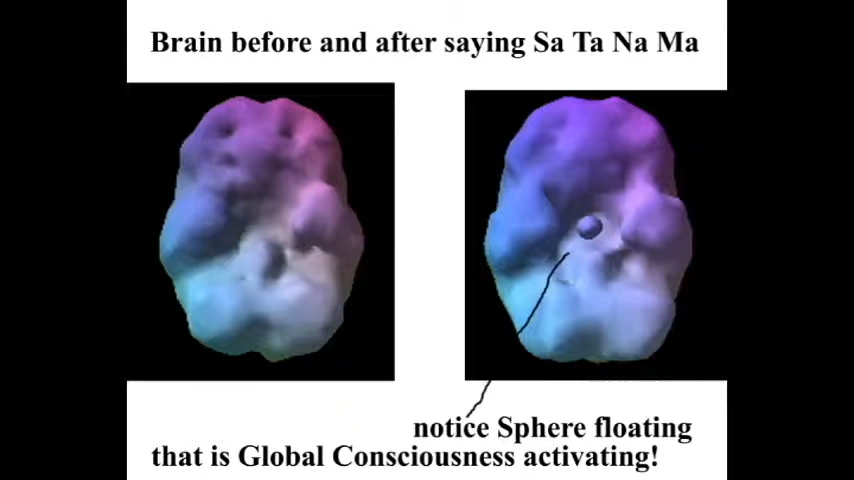 Brain before and after saying Sa Ta Na Ma
notice Sphere floating
that is Global Consciousness activating!